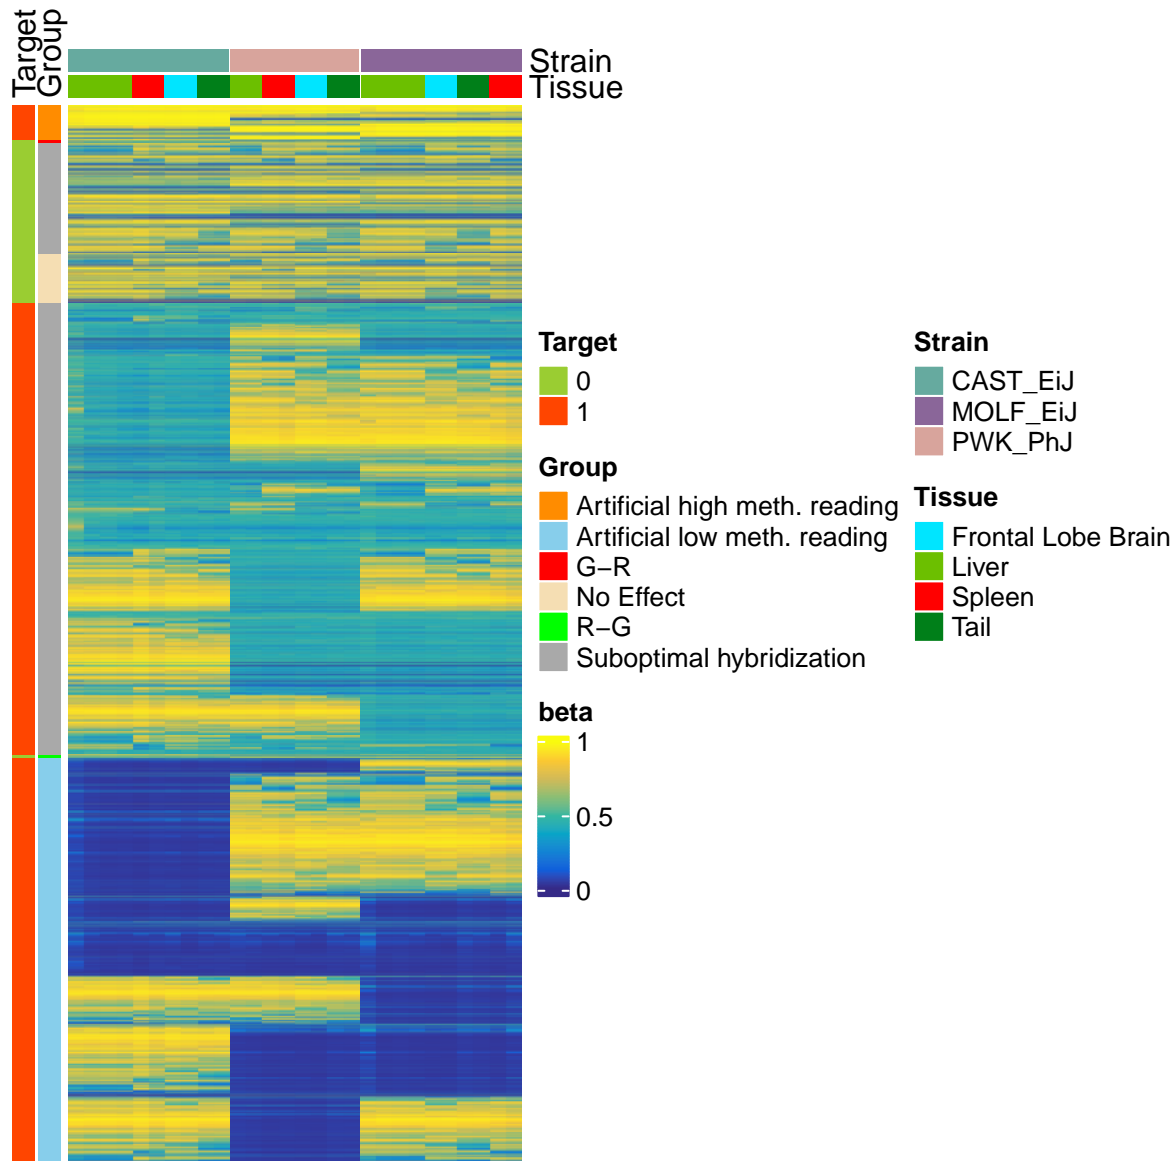 Target
Group
Strain
Tissue
Target
0
1
Group
Artificial high meth. reading
Artificial low meth. reading
G−R
No Effect
R−G
Suboptimal hybridization
beta
1
0.5
0
Strain
CAST_EiJ
MOLF_EiJ
PWK_PhJ
Tissue
Frontal Lobe Brain
Liver
Spleen
Tail